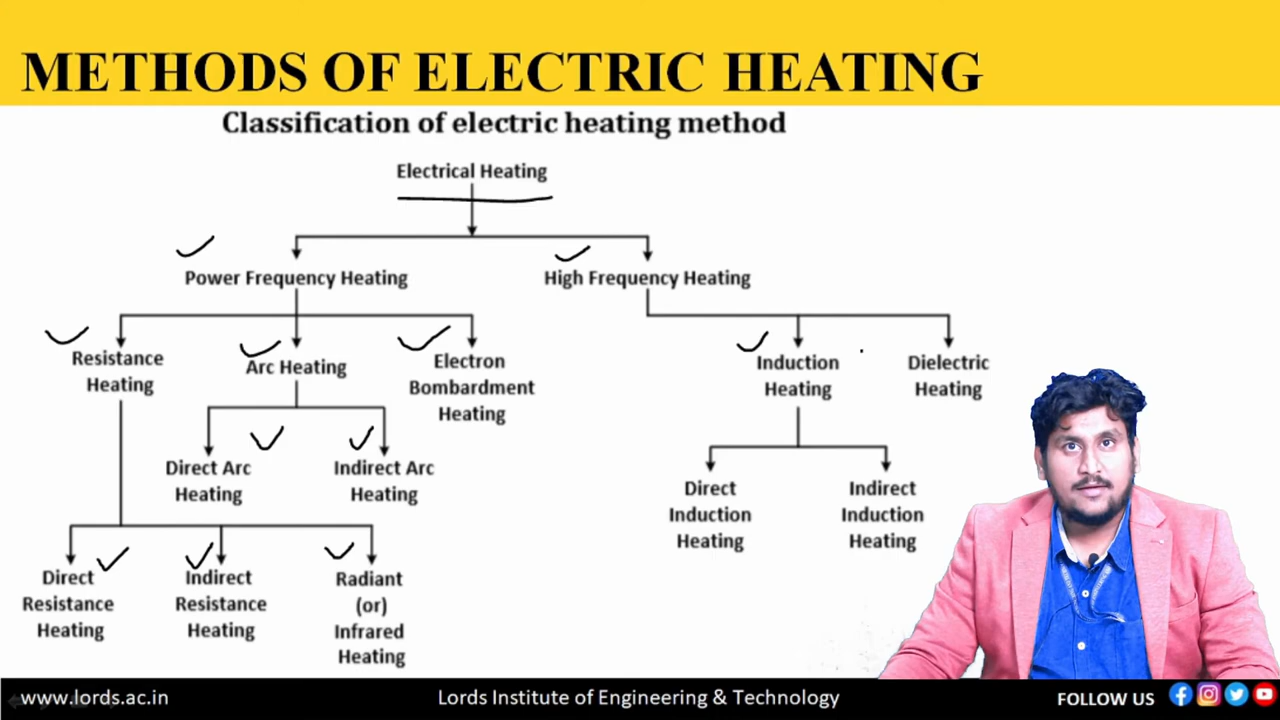 METHODS OF ELECTRIC HEATING
Classification of electric heating method
Electrical Heating
Power Frequency Heating
High Frequency Heating
Resistance
Heating
Arc Heating
Electron
Bombardment
Heating
Induction
Heating
Dielectric
Heating
Direct Arc
Heating
Indirect Arc
Heating
Direct
Induction
Heating
Indirect
Induction
Heating
Direct
Resistance
Heating
Indirect
Resistance
Heating
Radiant
(or)
Infrared
Heating
www.lords.ac.in
Lords Institute of Engineering & Technology
FOLLOW US